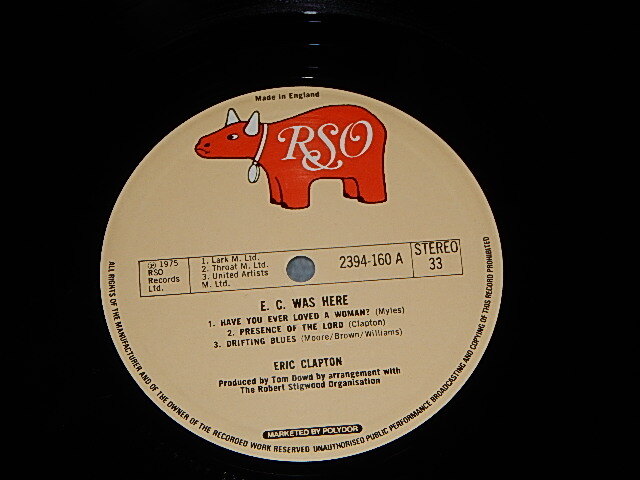 Made in England
RSO
℗ 1975
RSO
Records
Ltd.
1. Lark M. Ltd.
2. Throat M. Ltd.
3. United Artists
M. Ltd.
2394-160 A
STEREO
33
E. C. WAS HERE
1. HAVE YOU EVER LOVED A WOMAN? (Myles)
2. PRESENCE OF THE LORD (Clapton)
3. DRIFTING BLUES (Moore/Brown/Williams)
ERIC CLAPTON
Produced by Tom Dowd by arrangement with
The Robert Stigwood Organisation
MARKETED BY POLYDOR
ALL RIGHTS OF THE MANUFACTURER AND OF THE OWNER OF THE RECORDED WORK RESERVED UNAUTHORISED PUBLIC PERFORMANCE BROADCASTING AND COPYING OF THIS RECORD PROHIBITED